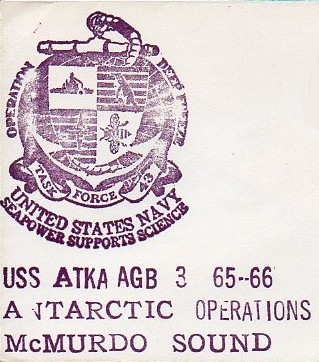 OPERATION DEEP FREEZE
TASK FORCE 43
UNITED STATES NAVY
SEAPOWER SUPPORTS SCIENCE
USS ATKA AGB 3 65--66
ANTARCTIC OPERATIONS
McMURDO SOUND